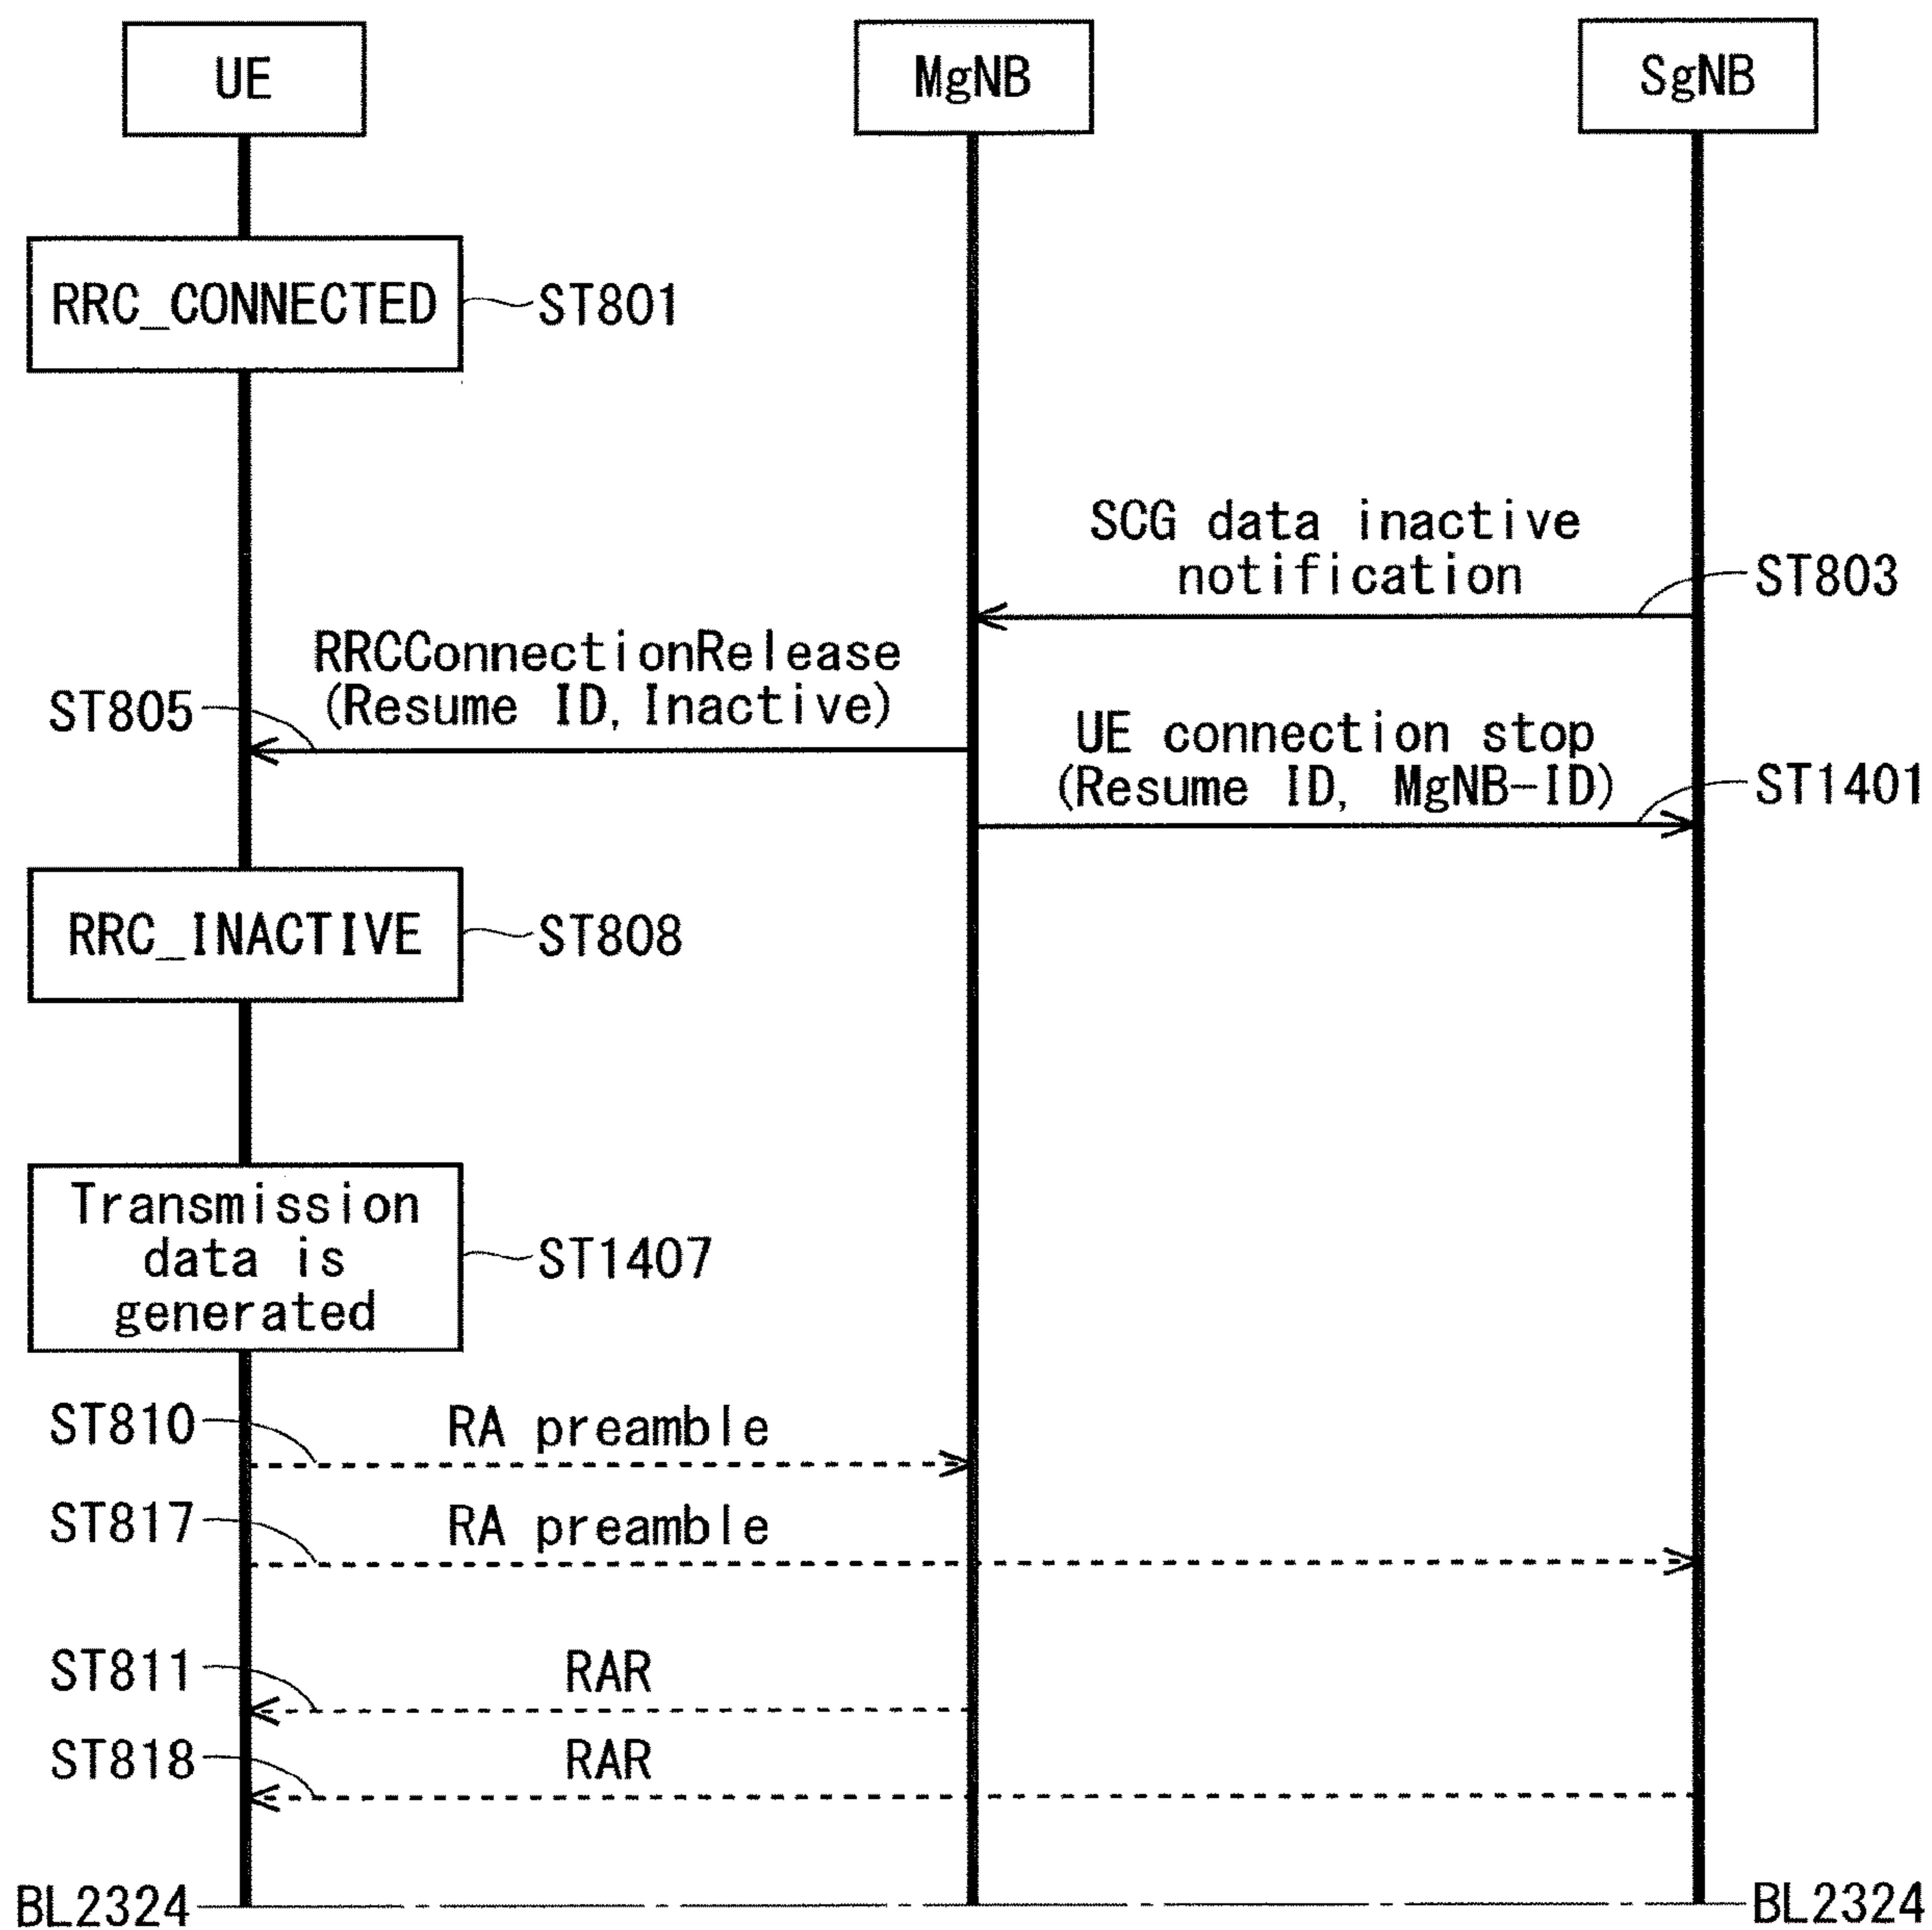 UE
MgNB
SgNB
RRC_CONNECTED
ST801
SCG data inactive
notification
ST803
RRCConnectionRelease
(Resume ID, Inactive)
ST805
UE connection stop
(Resume ID, MgNB-ID)
ST1401
RRC_INACTIVE
ST808
Transmission
data is
generated
ST1407
ST810
RA preamble
ST817
RA preamble
ST811
RAR
ST818
RAR
BL2324
BL2324